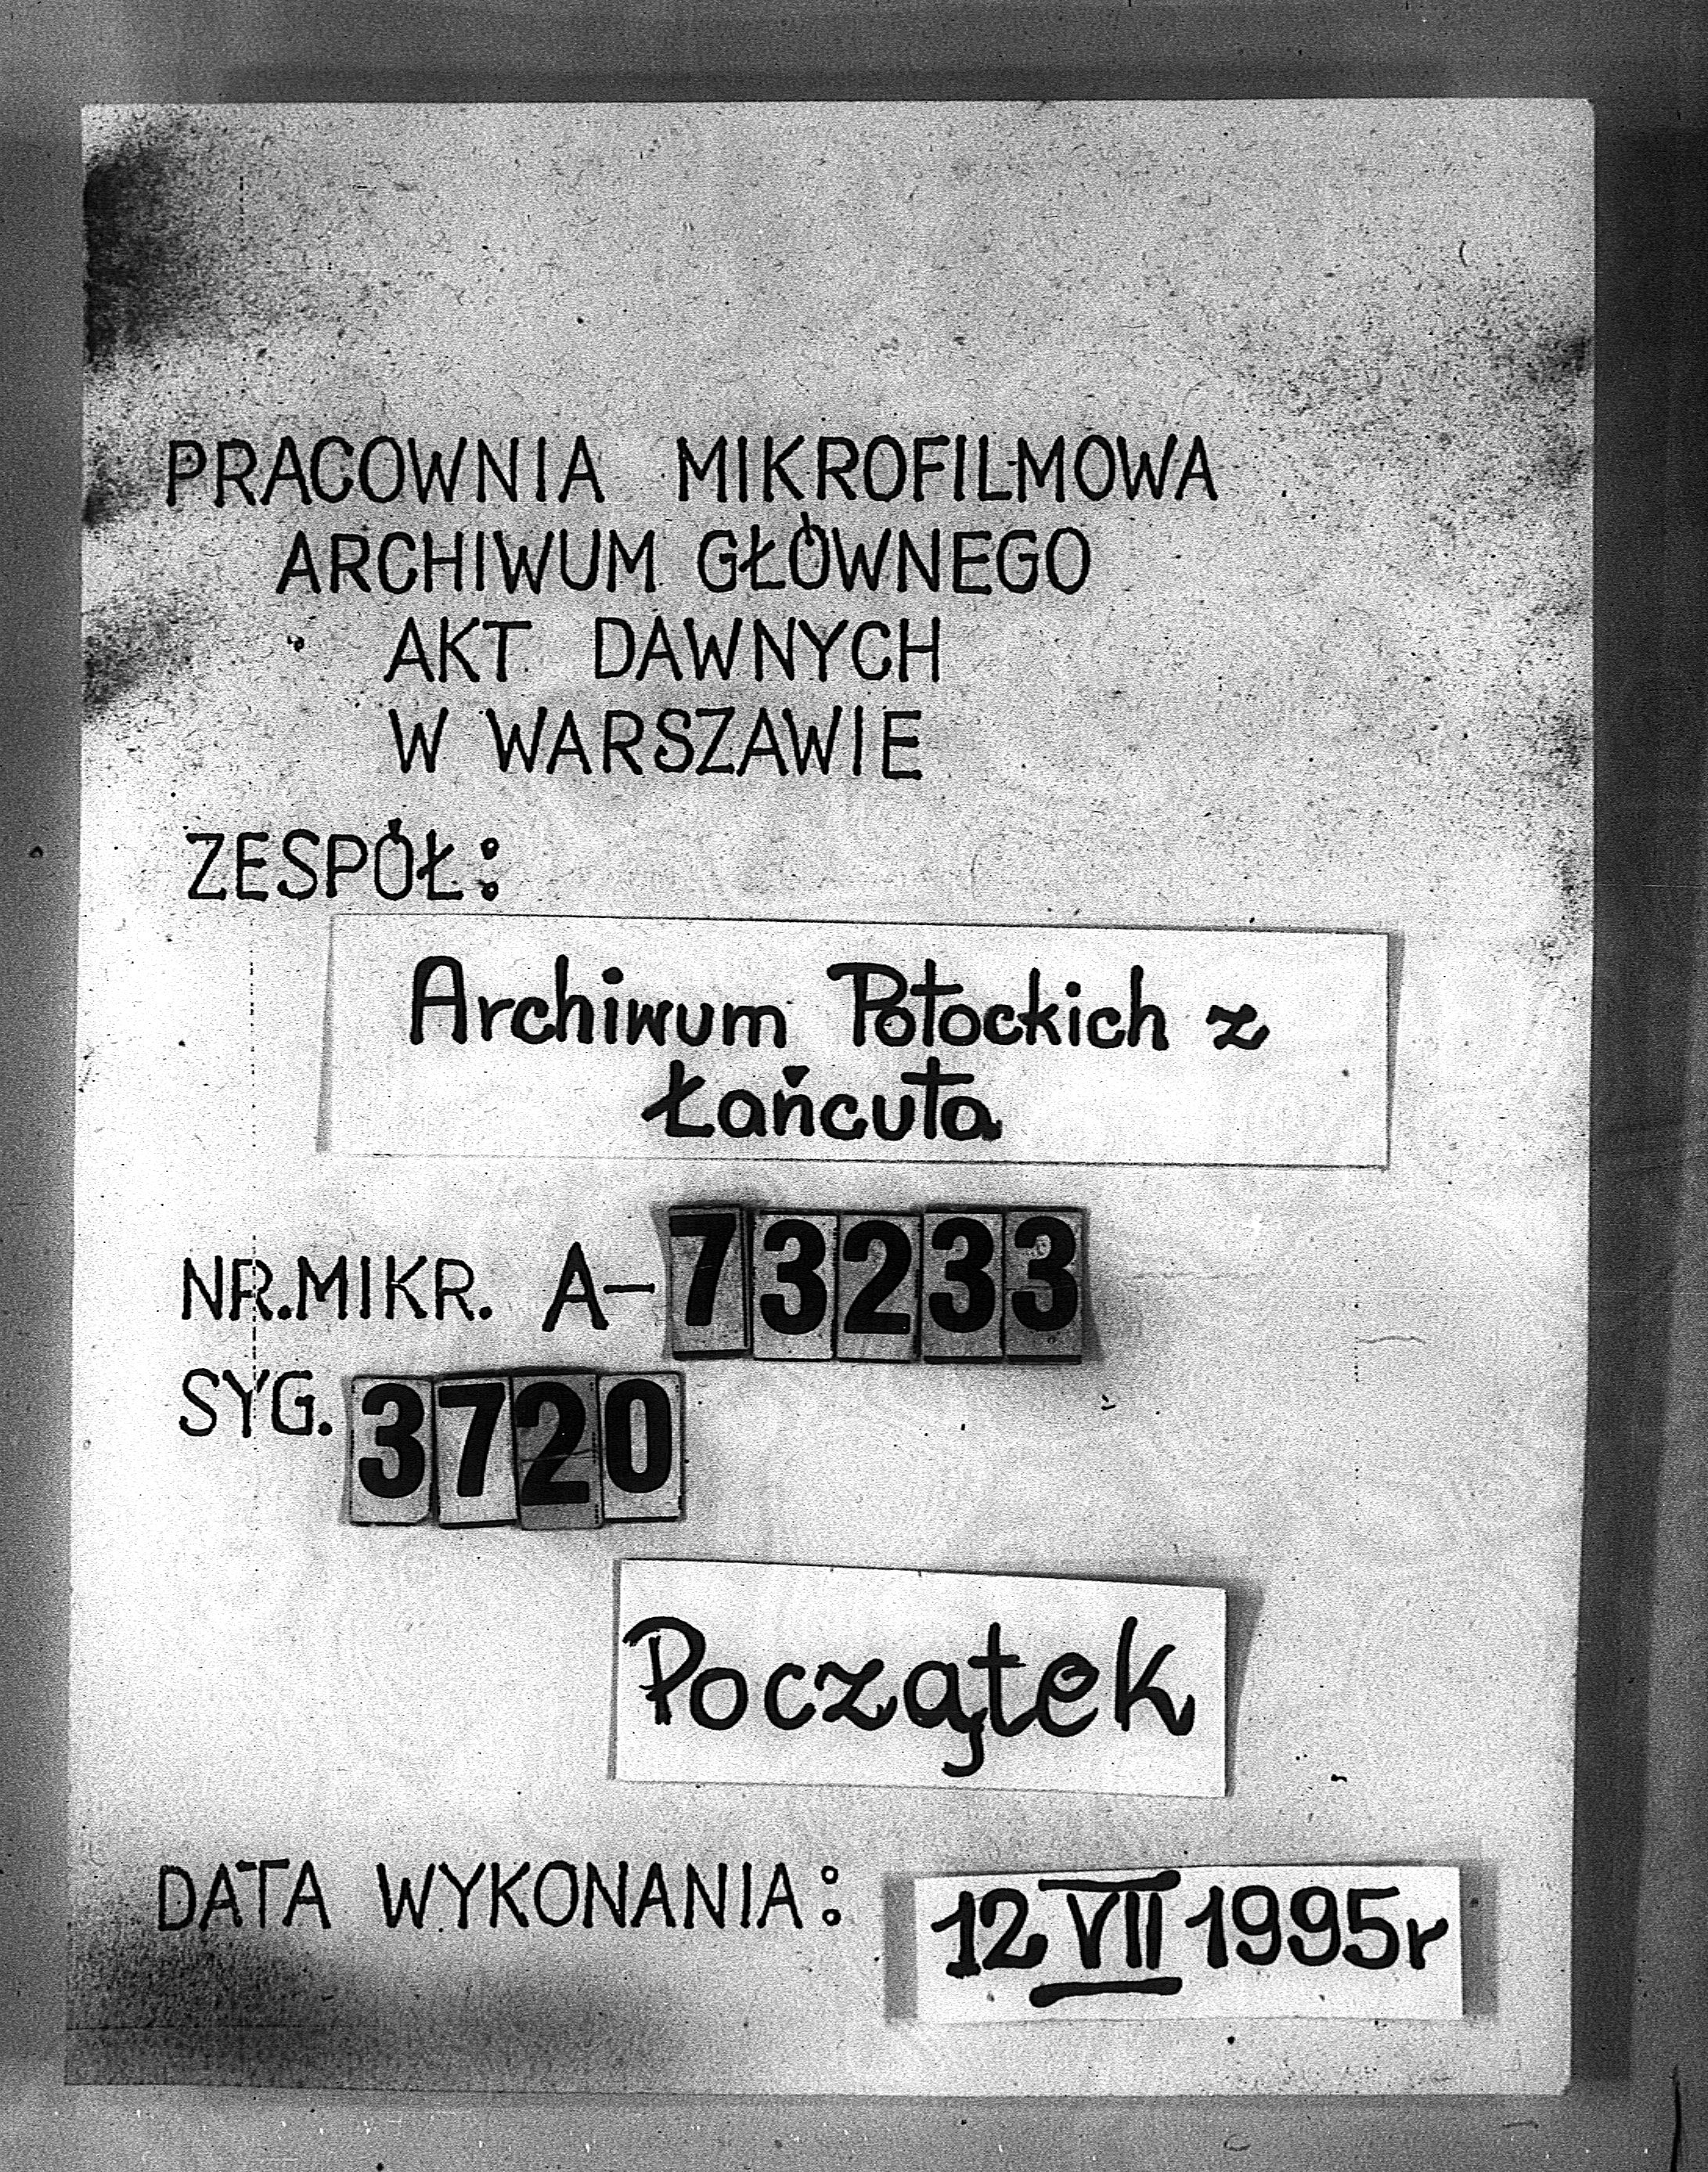 PRACOWNIA MIKROFILMOWA
ARCHIWUM GŁÓWNEGO
AKT DAWNYCH
W WARSZAWIE
ZESPÓŁ:
Archiwum Potockich z
Łańcuta
NR.MIKR. A-73233
SYG. 3720
Początek
DATA WYKONANIA: 12 VII 1995r